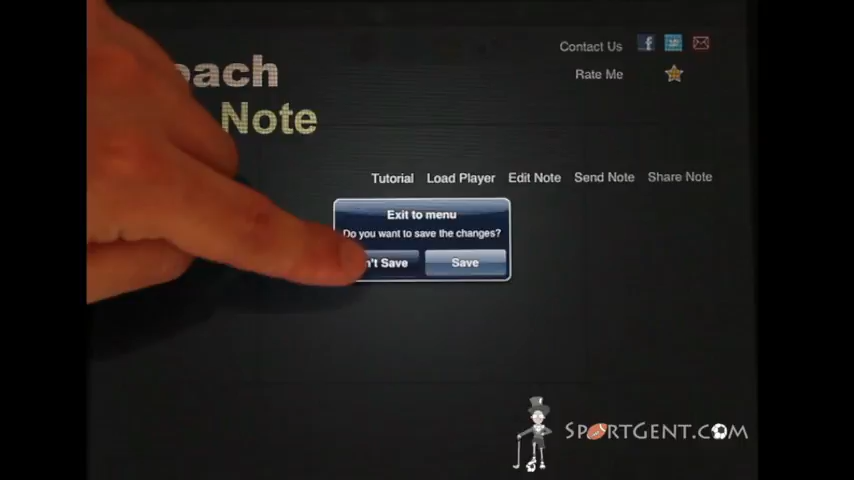 oach
Note
Contact Us
Rate Me
Tutorial Load Player Edit Note Send Note Share Note
Exit to menu
Do you want to save the changes?
n't Save Save
SPORTGENT.COM